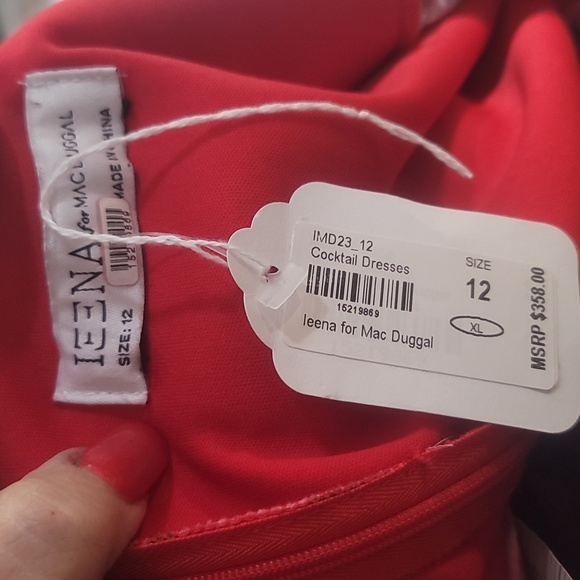 IEENA for MAC DUGGAL
SIZE: 12 MADE IN CHINA
IMD23_12
Cocktail Dresses
15219869
Ieena for Mac Duggal
SIZE
12
XL
MSRP $358.00